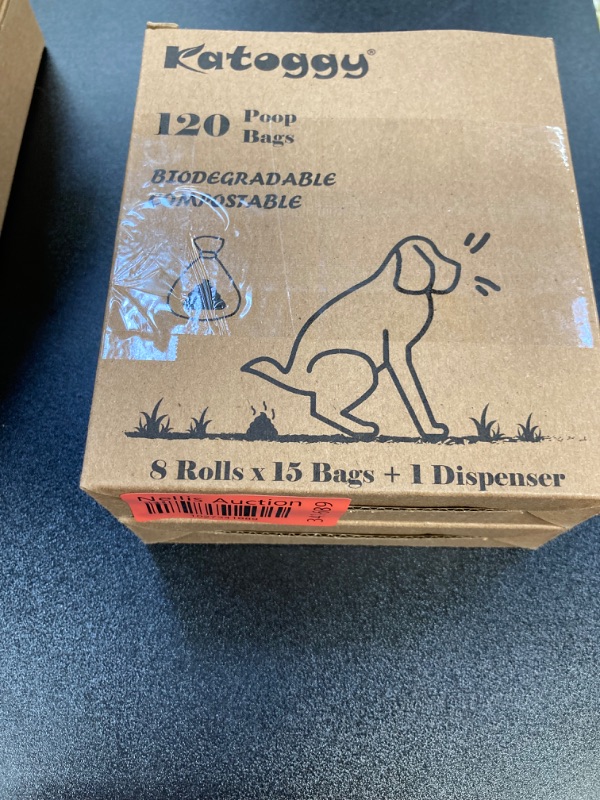 Katoggy®
120 Poop Bags
BIODEGRADABLE
COMPOSTABLE
8 Rolls x 15 Bags + 1 Dispenser
Nellis Auction